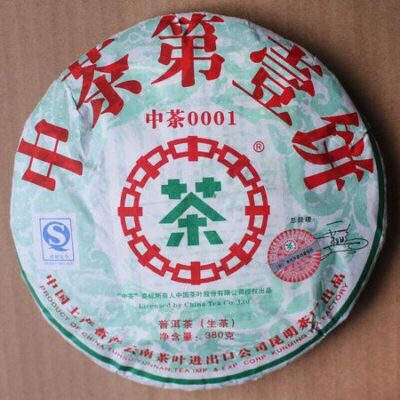 中茶第壹饼
中茶0001
®
茶
总经理:
"中茶"商标所有人中国茶叶股份有限公司授权出品
Licensed by China Tea Co.,Ltd
普洱茶（生茶）
净含量: 380克
中国土产畜产云南茶叶进出口公司昆明茶厂出品
PRODUCT OF CHINA TUHSU YUNNAN TEA IMP. & EXP. CORP. KUNMING TEA FACTORY